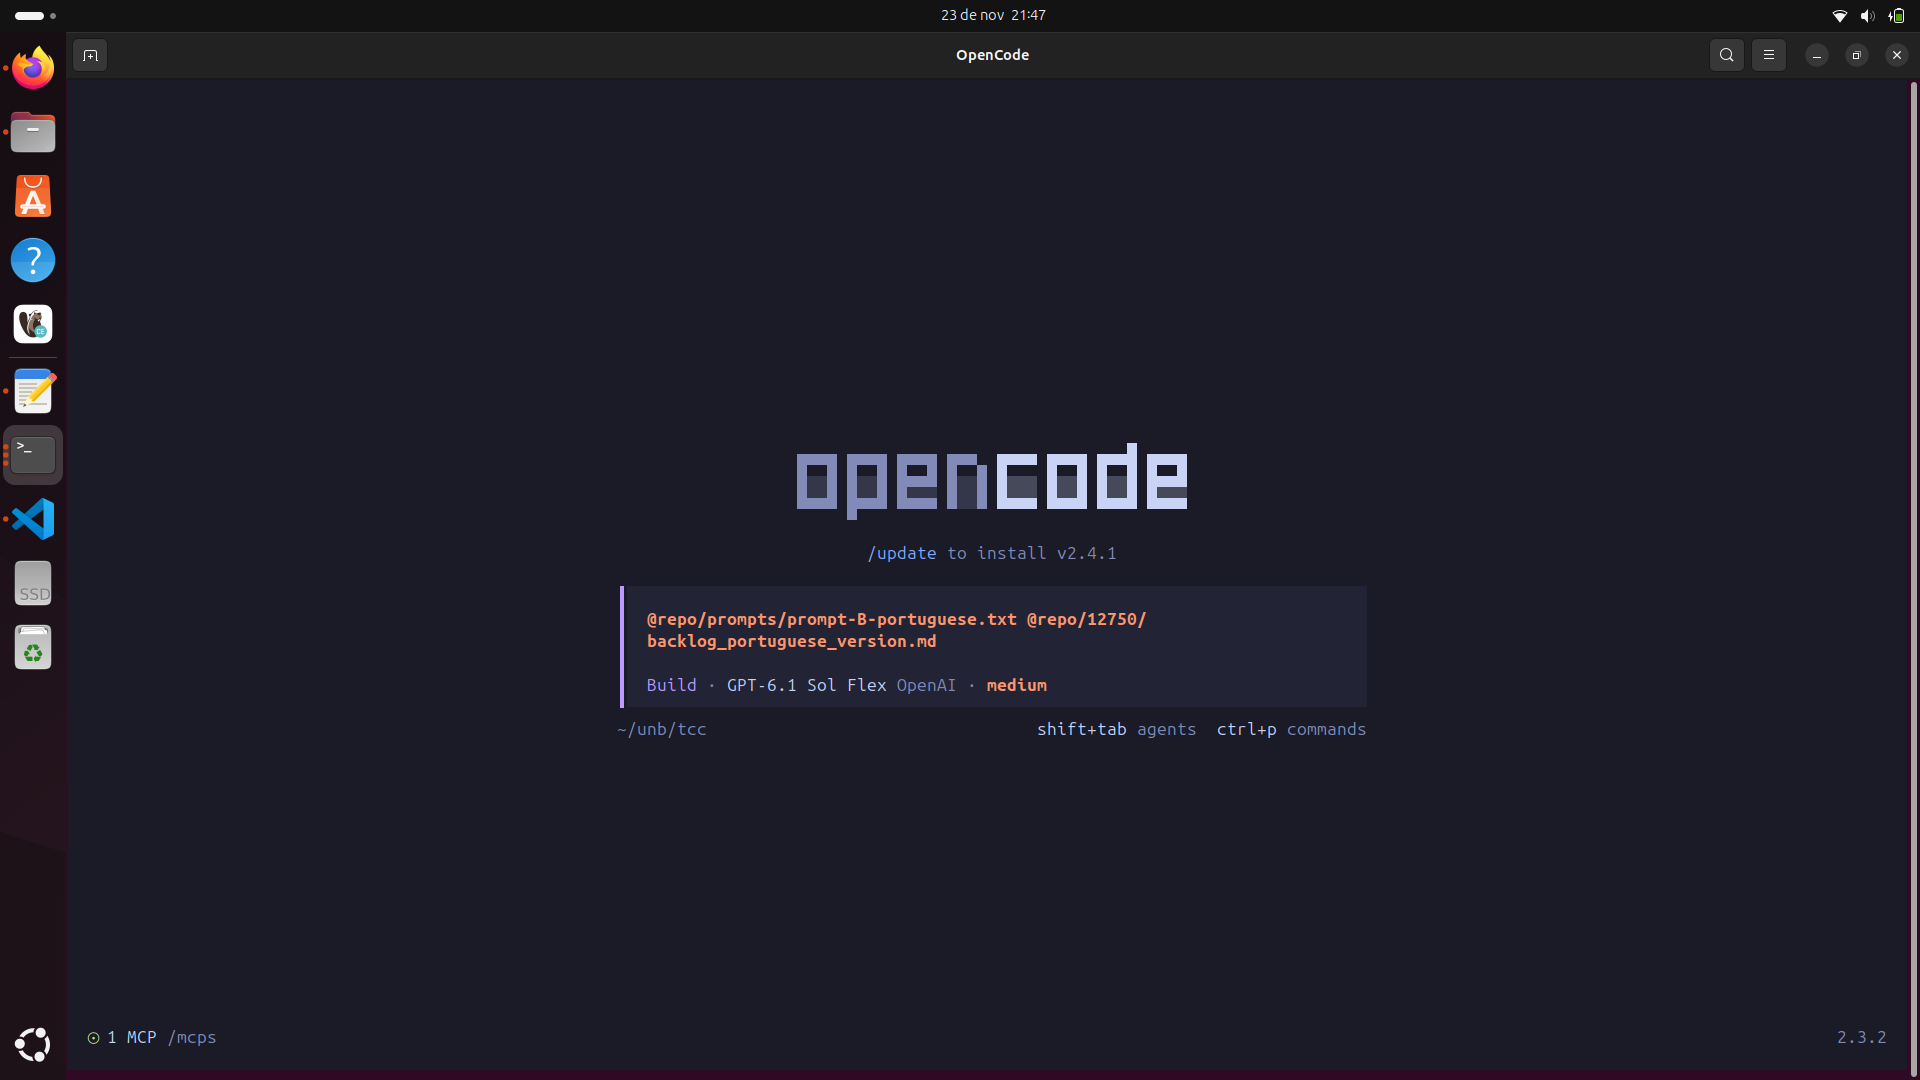 23 de nov 21:47
OpenCode
opencode
/update to install v2.4.1
@repo/prompts/prompt-B-portuguese.txt @repo/12750/
backlog_portuguese_version.md
Build · GPT-6.1 Sol Flex OpenAI · medium
~/unb/tcc
shift+tab agents ctrl+p commands
SSD
1 MCP /mcps
2.3.2